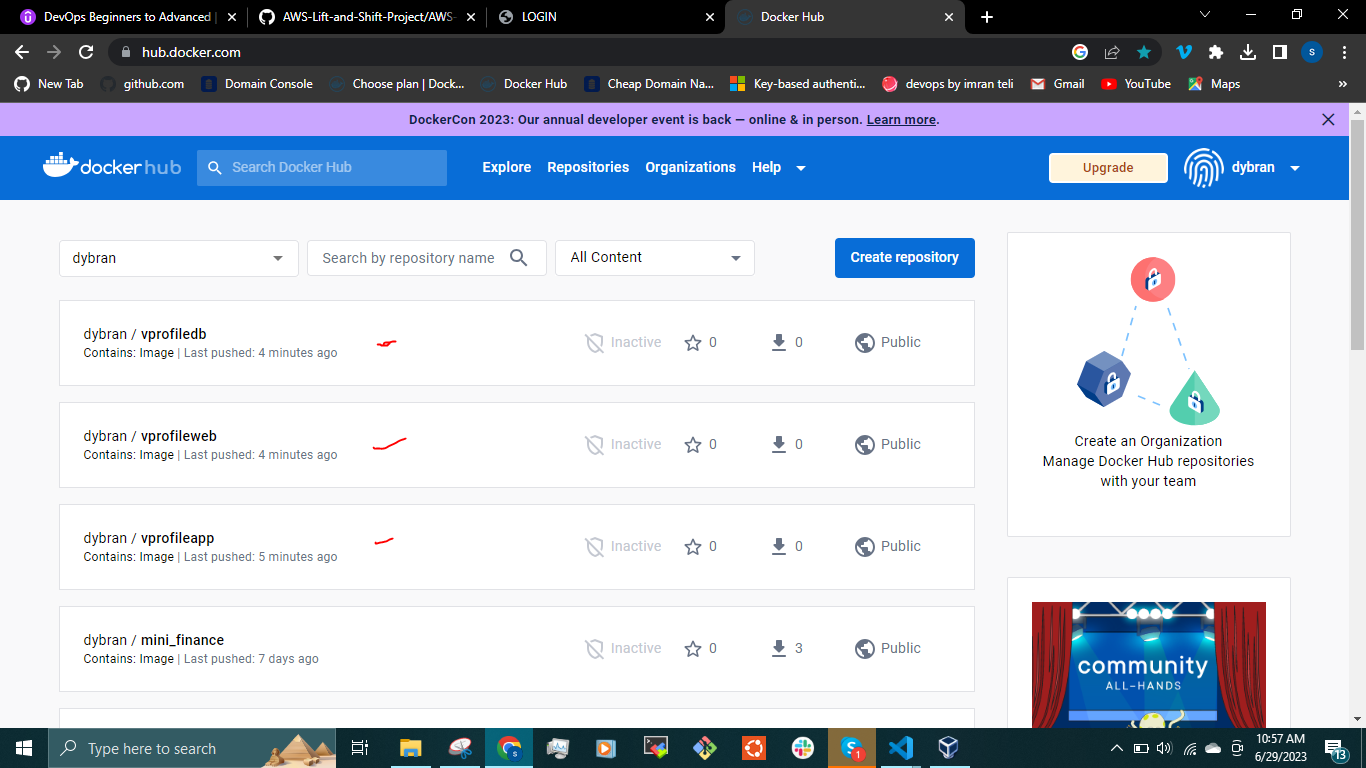 DevOps Beginners to Advanced |
AWS-Lift-and-Shift-Project/AWS-
LOGIN
Docker Hub
hub.docker.com
S
New Tab
github.com
Domain Console
Choose plan | Dock...
Docker Hub
Cheap Domain Na...
Key-based authenti...
devops by imran teli
Gmail
YouTube
Maps
»
DockerCon 2023: Our annual developer event is back — online & in person. Learn more.
docker hub
Search Docker Hub
Explore
Repositories
Organizations
Help
Upgrade
dybran
dybran
Search by repository name
All Content
Create repository
dybran / vprofiledb
Contains: Image | Last pushed: 4 minutes ago
Inactive
0
0
Public
dybran / vprofileweb
Contains: Image | Last pushed: 4 minutes ago
Inactive
0
0
Public
dybran / vprofileapp
Contains: Image | Last pushed: 5 minutes ago
Inactive
0
0
Public
dybran / mini_finance
Contains: Image | Last pushed: 7 days ago
Inactive
0
3
Public
Create an Organization
Manage Docker Hub repositories
with your team
community
ALL-HANDS
Type here to search
1
10:57 AM
6/29/2023
13